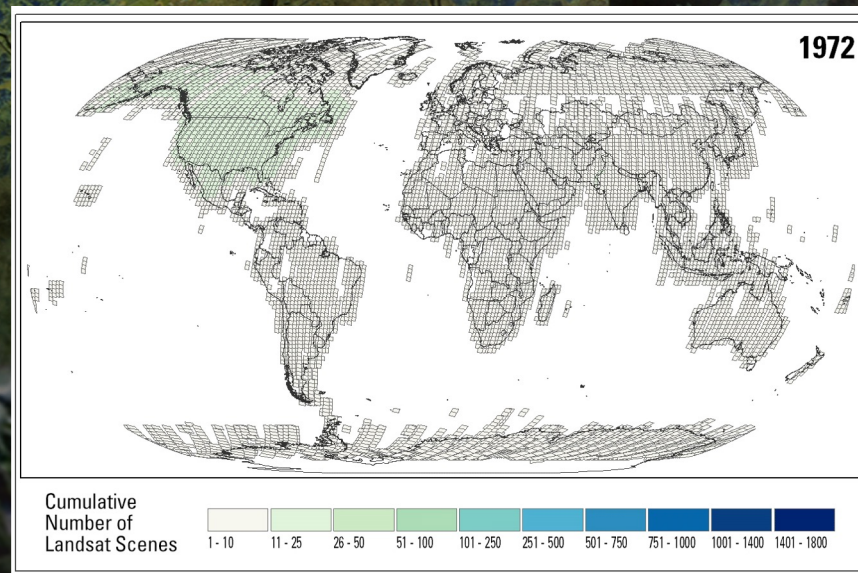 1972
Cumulative
Number of
Landsat Scenes
1 - 10
11 - 25
26 - 50
51 - 100
101 - 250
251 - 500
501 - 750
751 - 1000
1001 - 1400
1401 - 1800